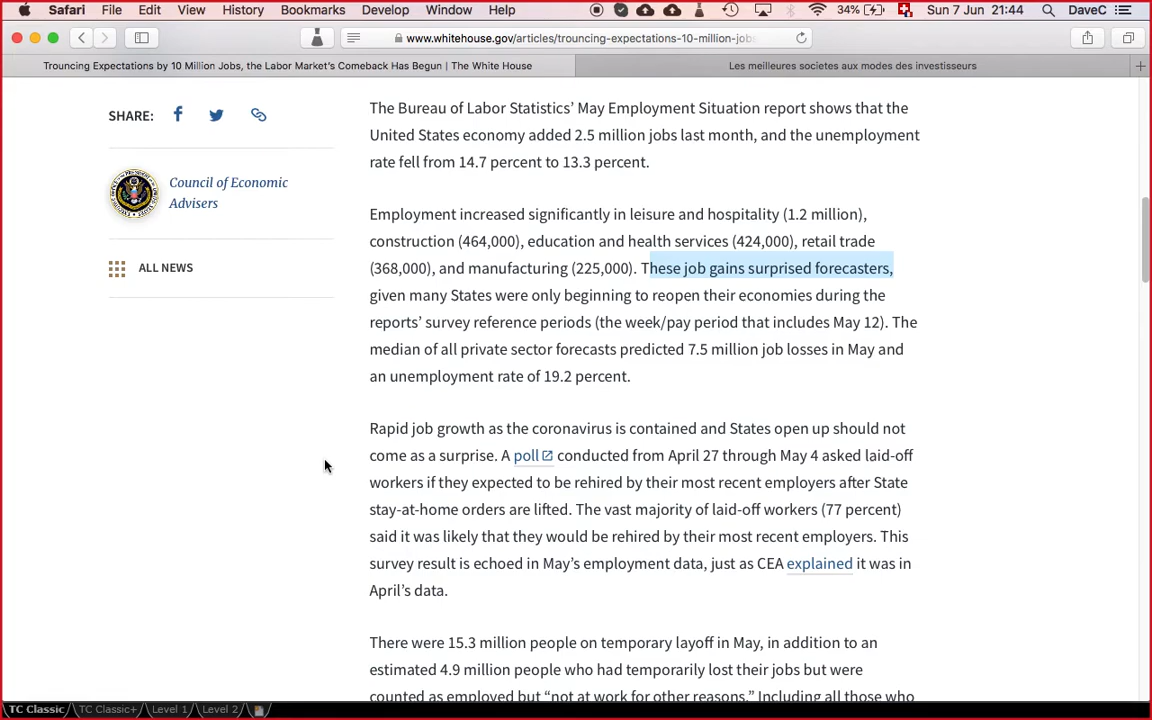 Safari File Edit View History Bookmarks Develop Window Help 34% Sun 7 Jun 21:44 DaveC
www.whitehouse.gov/articles/trouncing-expectations-10-million-job
Trouncing Expectations by 10 Million Jobs, the Labor Market's Comeback Has Begun | The White House
Les meilleures societes aux modes des investisseurs
SHARE:
Council of Economic
Advisers
ALL NEWS
The Bureau of Labor Statistics’ May Employment Situation report shows that the
United States economy added 2.5 million jobs last month, and the unemployment
rate fell from 14.7 percent to 13.3 percent.
Employment increased significantly in leisure and hospitality (1.2 million),
construction (464,000), education and health services (424,000), retail trade
(368,000), and manufacturing (225,000). These job gains surprised forecasters,
given many States were only beginning to reopen their economies during the
reports’ survey reference periods (the week/pay period that includes May 12). The
median of all private sector forecasts predicted 7.5 million job losses in May and
an unemployment rate of 19.2 percent.
Rapid job growth as the coronavirus is contained and States open up should not
come as a surprise. A poll conducted from April 27 through May 4 asked laid-off
workers if they expected to be rehired by their most recent employers after State
stay-at-home orders are lifted. The vast majority of laid-off workers (77 percent)
said it was likely that they would be rehired by their most recent employers. This
survey result is echoed in May’s employment data, just as CEA explained it was in
April’s data.
There were 15.3 million people on temporary layoff in May, in addition to an
estimated 4.9 million people who had temporarily lost their jobs but were
counted as employed but “not at work for other reasons.” Including all those who
TC Classic TC Classic+ Level 1 Level 2